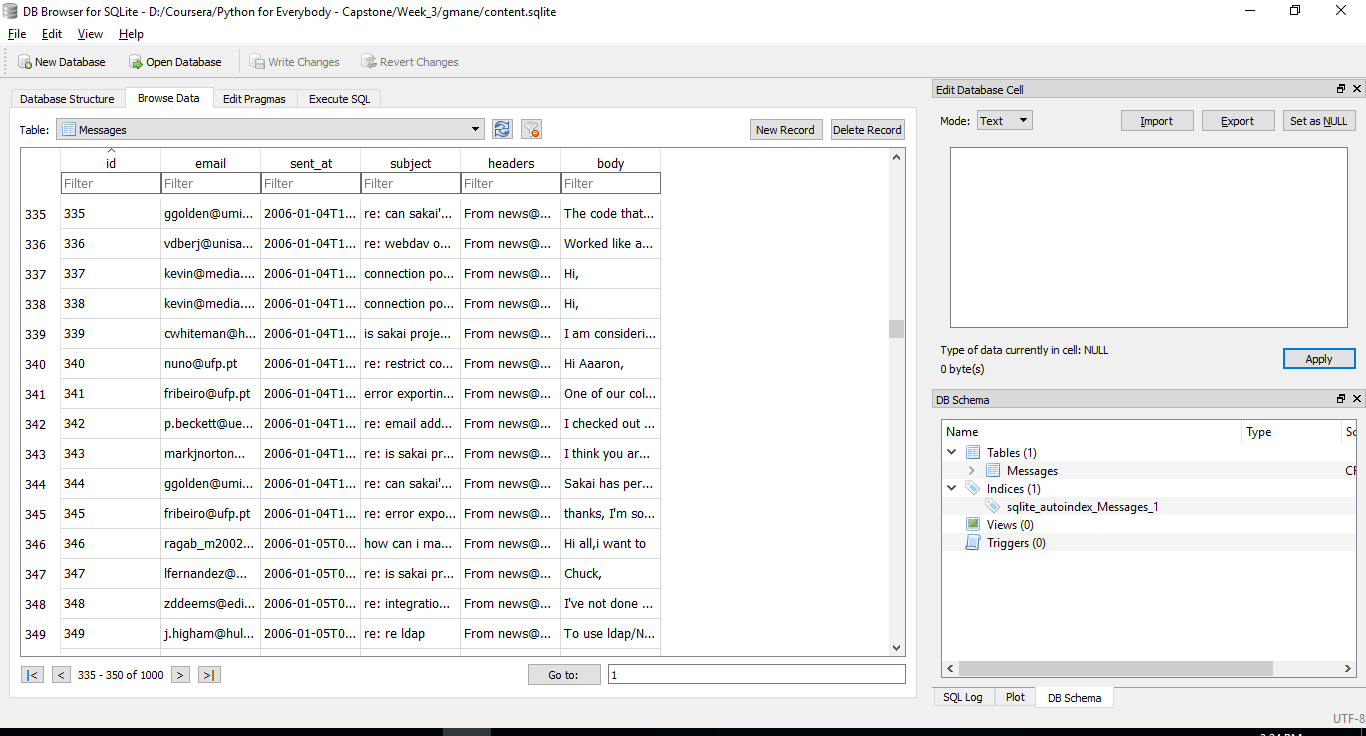 DB Browser for SQLite - D:/Coursera/Python for Everybody - Capstone/Week_3/gmane/content.sqlite
File Edit View Help
New Database Open Database Write Changes Revert Changes
Database Structure Browse Data Edit Pragmas Execute SQL
Table: Messages New Record Delete Record
id email sent_at subject headers body
Filter Filter Filter Filter Filter Filter
335 335 ggolden@umi... 2006-01-04T1... re: can sakai'... From news@... The code that...
336 336 vdberj@unisa... 2006-01-04T1... re: webdav o... From news@... Worked like a...
337 337 kevin@media.... 2006-01-04T1... connection po... From news@... Hi,
338 338 kevin@media.... 2006-01-04T1... connection po... From news@... Hi,
339 339 cwhiteman@h... 2006-01-04T1... is sakai proje... From news@... I am consideri...
340 340 nuno@ufp.pt 2006-01-04T1... re: restrict co... From news@... Hi Aaaron,
341 341 fribeiro@ufp.pt 2006-01-04T1... error exportin... From news@... One of our col...
342 342 p.beckett@ue... 2006-01-04T1... re: email add... From news@... I checked out ...
343 343 markjnorton... 2006-01-04T1... re: is sakai pr... From news@... I think you ar...
344 344 ggolden@umi... 2006-01-04T1... re: can sakai'... From news@... Sakai has per...
345 345 fribeiro@ufp.pt 2006-01-04T1... re: error expo... From news@... thanks, I'm so...
346 346 ragab_m2002... 2006-01-05T0... how can i ma... From news@... Hi all,i want to
347 347 lfernandez@... 2006-01-05T0... re: is sakai pr... From news@... Chuck,
348 348 zddeems@edi... 2006-01-05T0... re: integratio... From news@... I've not done ...
349 349 j.higham@hul... 2006-01-05T0... re: re ldap From news@... To use ldap/N...
|< < 335 - 350 of 1000 > >| Go to: 1
Edit Database Cell
Mode: Text Import Export Set as NULL
Type of data currently in cell: NULL
0 byte(s)
Apply
DB Schema
Name Type Sc
Tables (1)
Messages CR
Indices (1)
sqlite_autoindex_Messages_1
Views (0)
Triggers (0)
SQL Log Plot DB Schema
UTF-8